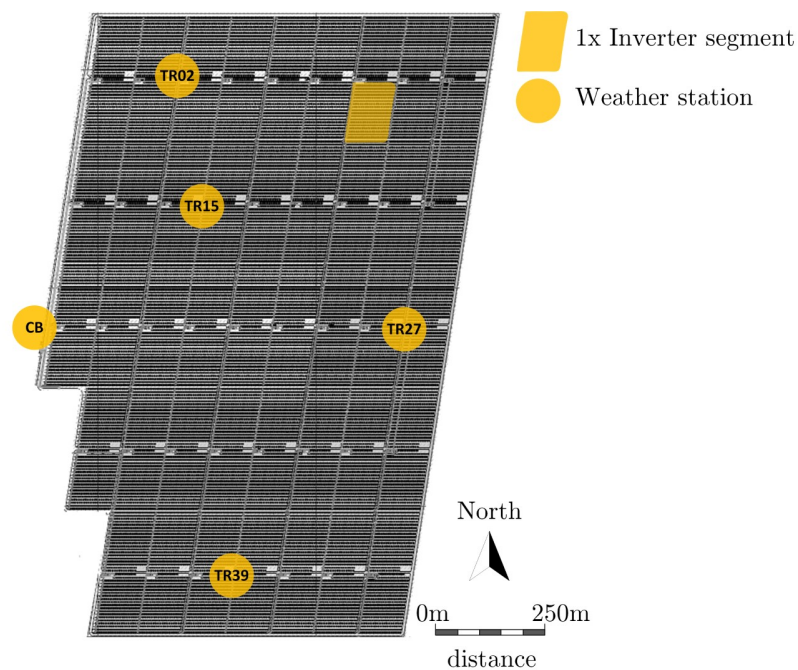 1x Inverter segment
Weather station
TR02
TR15
CB
TR27
TR39
North
0m 250m
distance